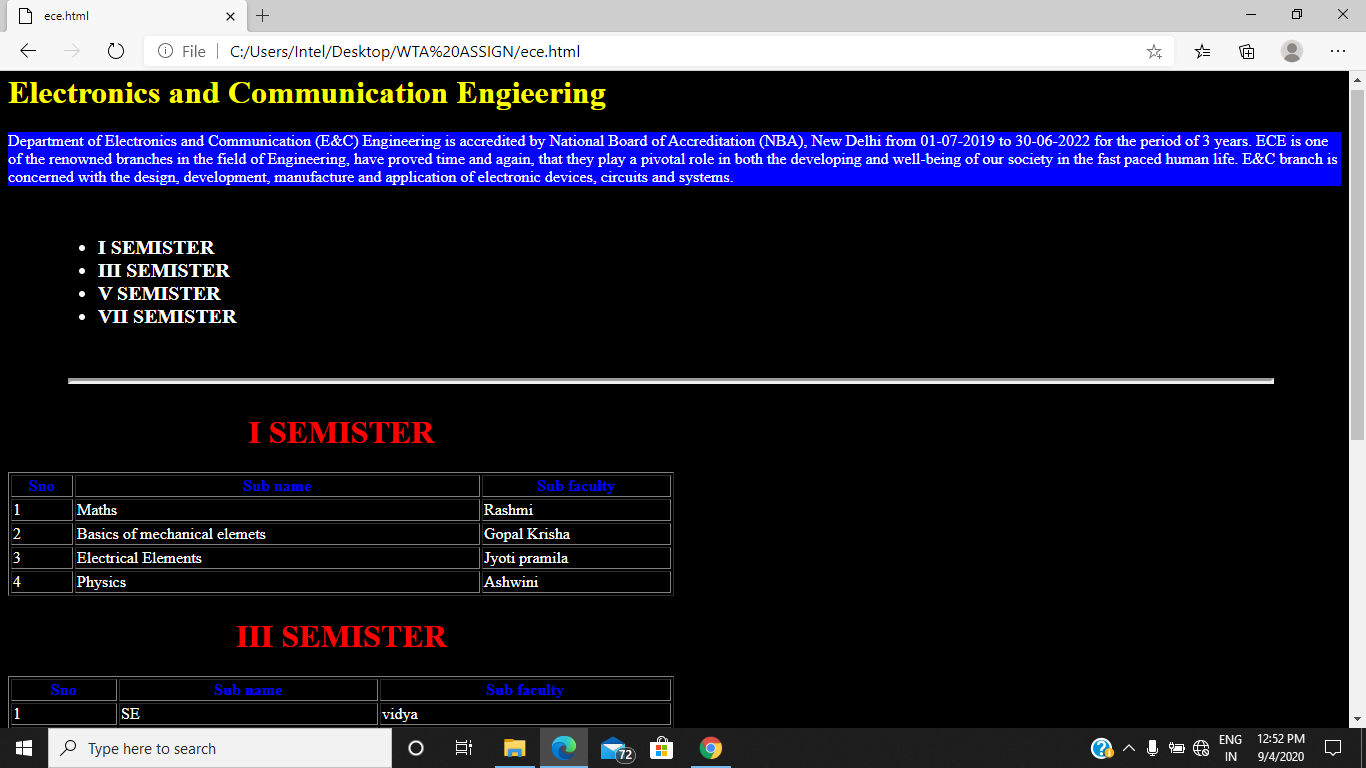 ece.html
File
C:/Users/Intel/Desktop/WTA%20ASSIGN/ece.html
Electronics and Communication Engieering
Department of Electronics and Communication (E&C) Engineering is accredited by National Board of Accreditation (NBA), New Delhi from 01-07-2019 to 30-06-2022 for the period of 3 years. ECE is one
of the renowned branches in the field of Engineering, have proved time and again, that they play a pivotal role in both the developing and well-being of our society in the fast paced human life. E&C branch is
concerned with the design, development, manufacture and application of electronic devices, circuits and systems.
• I SEMISTER
• III SEMISTER
• V SEMISTER
• VII SEMISTER
I SEMISTER
Sno Sub name Sub faculty
1 Maths Rashmi
2 Basics of mechanical elemets Gopal Krisha
3 Electrical Elements Jyoti pramila
4 Physics Ashwini
III SEMISTER
Sno Sub name Sub faculty
1 SE vidya
Type here to search
72
ENG
IN
12:52 PM
9/4/2020